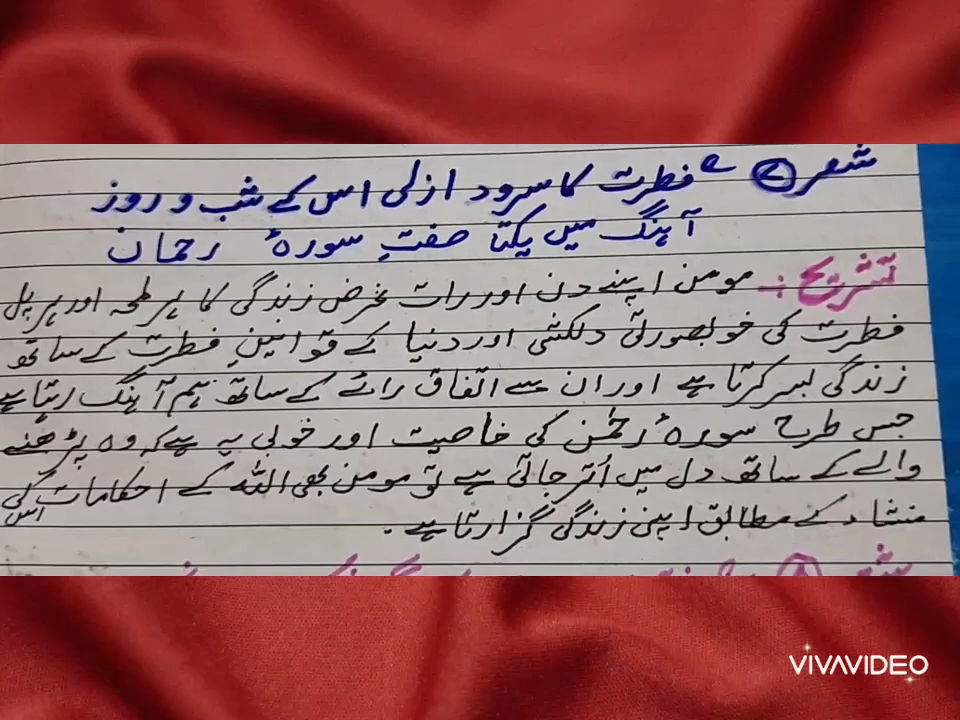 شعر ۷ ؎ فطرت کا سرود ازلی اس کے شب و روز
آہنگ میں یکتا صفتِ سورۂ رحمان
تشریح :۔ مومن اپنے دن اور رات غرض زندگی کا ہر لمحہ اور ہر پل
فطرت کی خوبصورتی دلکشی اور دنیا کے قوانینِ فطرت کے ساتھ
زندگی بسر کرتا ہے اور ان سے اتفاق رائے کے ساتھ ہم آہنگ رہتا ہے
جس طرح سورۂ رحمٰن کی خاصیت اور خوبی یہ ہے کہ وہ پڑھنے
والے کے ساتھ دل میں اُتر جاتی ہے تو مومن بھی اللہ کے احکامات کی اس
منشاء کے مطابق اپنی زندگی گزارتا ہے ۔
شعر
VIVAVIDEO